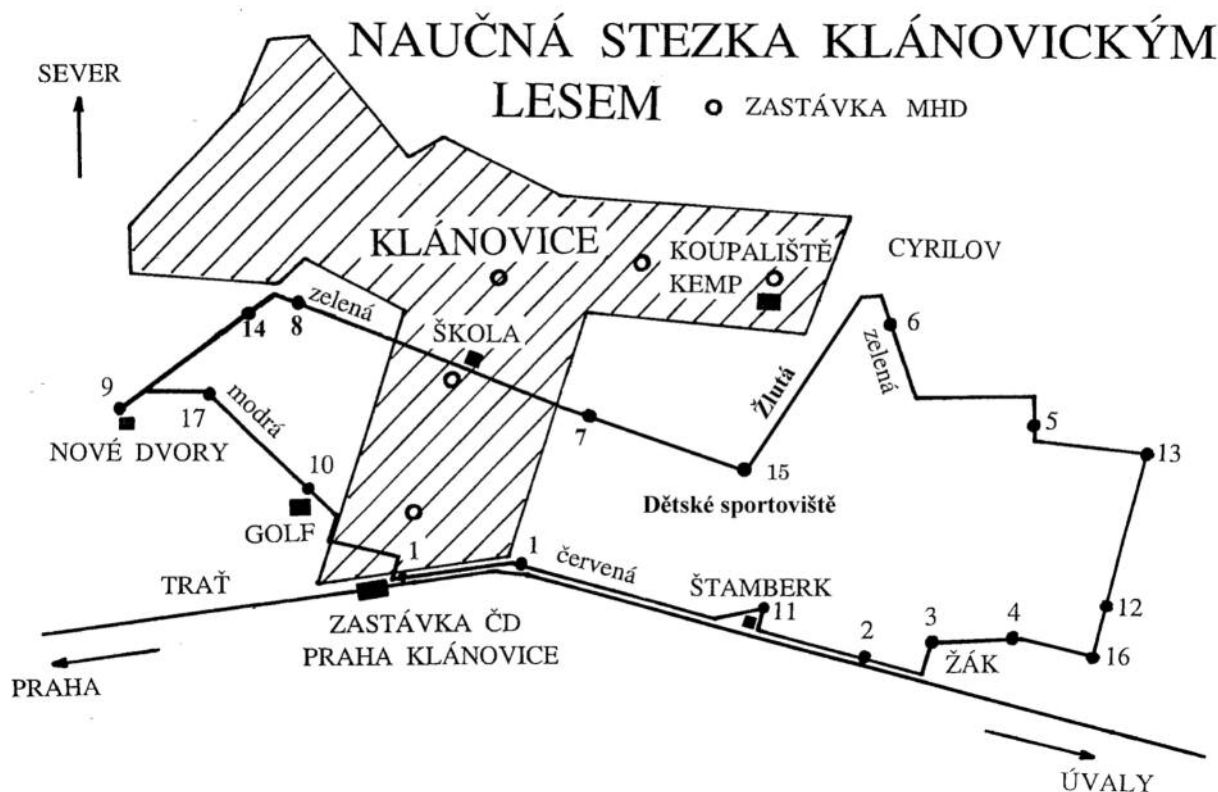 NAUČNÁ STEZKA KLÁNOVICKÝM
LESEM
ZASTÁVKA MHD
SEVER
KLÁNOVICE
KOUPALIŠTĚ
KEMP
CYRILOV
zelená
14
8
ŠKOLA
6
zelená
Žlutá
9
17
modrá
NOVÉ DVORY
7
5
13
10
15
GOLF
Dětské sportoviště
1
1
červená
TRAŤ
ŠTAMBERK
11
12
ZASTÁVKA ČD
PRAHA KLÁNOVICE
2
3
4
ŽÁK
16
PRAHA
ÚVALY